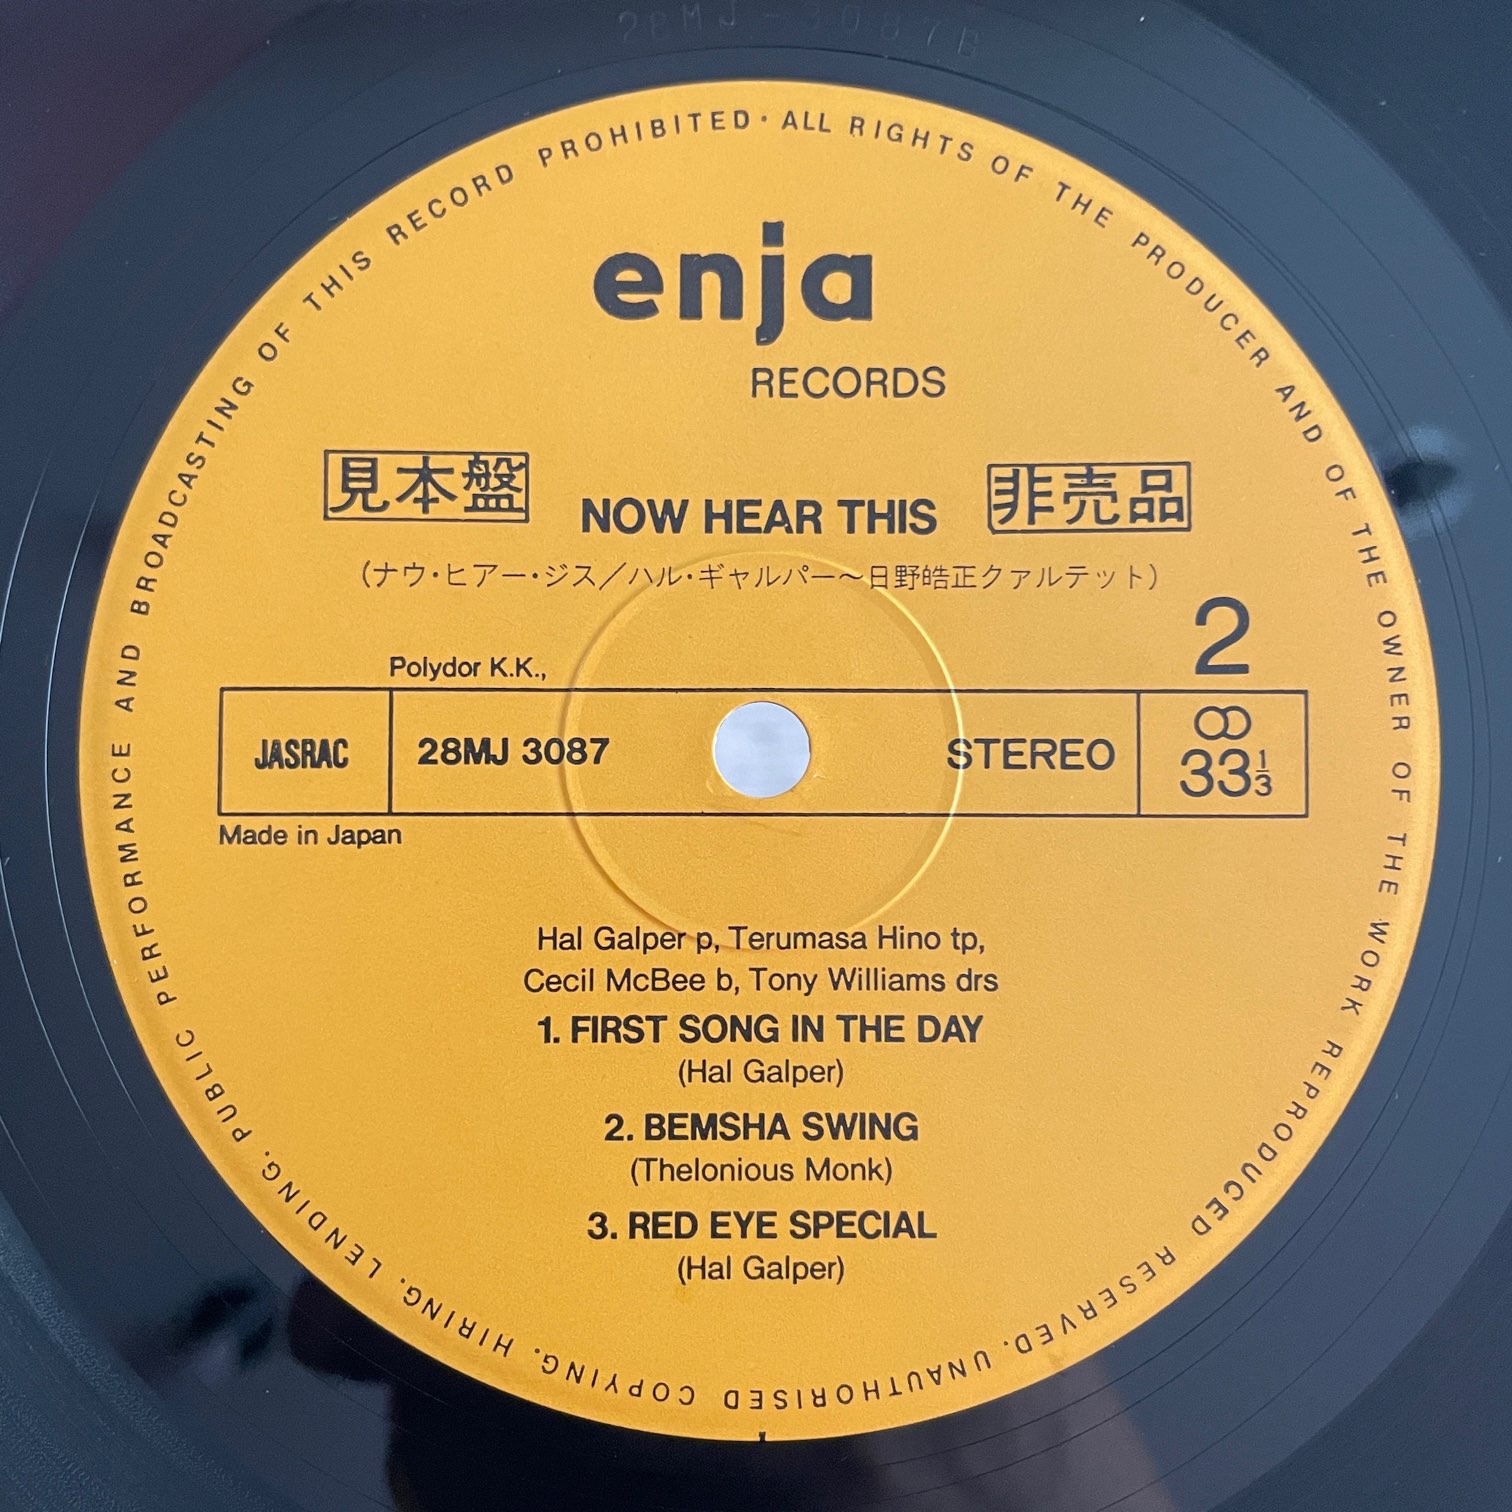 28MJ-3087B
PUBLIC PERFORMANCE AND BROADCASTING OF THIS RECORD PROHIBITED· ALL RIGHTS OF THE PRODUCER AND OF THE OWNER OF THE WORK REPRODUCED RESERVED. UNAUTHORISED COPYING. HIRING. LENDING.
enja
RECORDS
見本盤
NOW HEAR THIS
非売品
(ナウ・ヒアー・ジス／ハル・ギャルパー〜日野皓正クァルテット)
2
Polydor K.K.,
JASRAC 28MJ 3087 STEREO
33⅓
Made in Japan
Hal Galper p, Terumasa Hino tp,
Cecil McBee b, Tony Williams drs
1. FIRST SONG IN THE DAY
(Hal Galper)
2. BEMSHA SWING
(Thelonious Monk)
3. RED EYE SPECIAL
(Hal Galper)